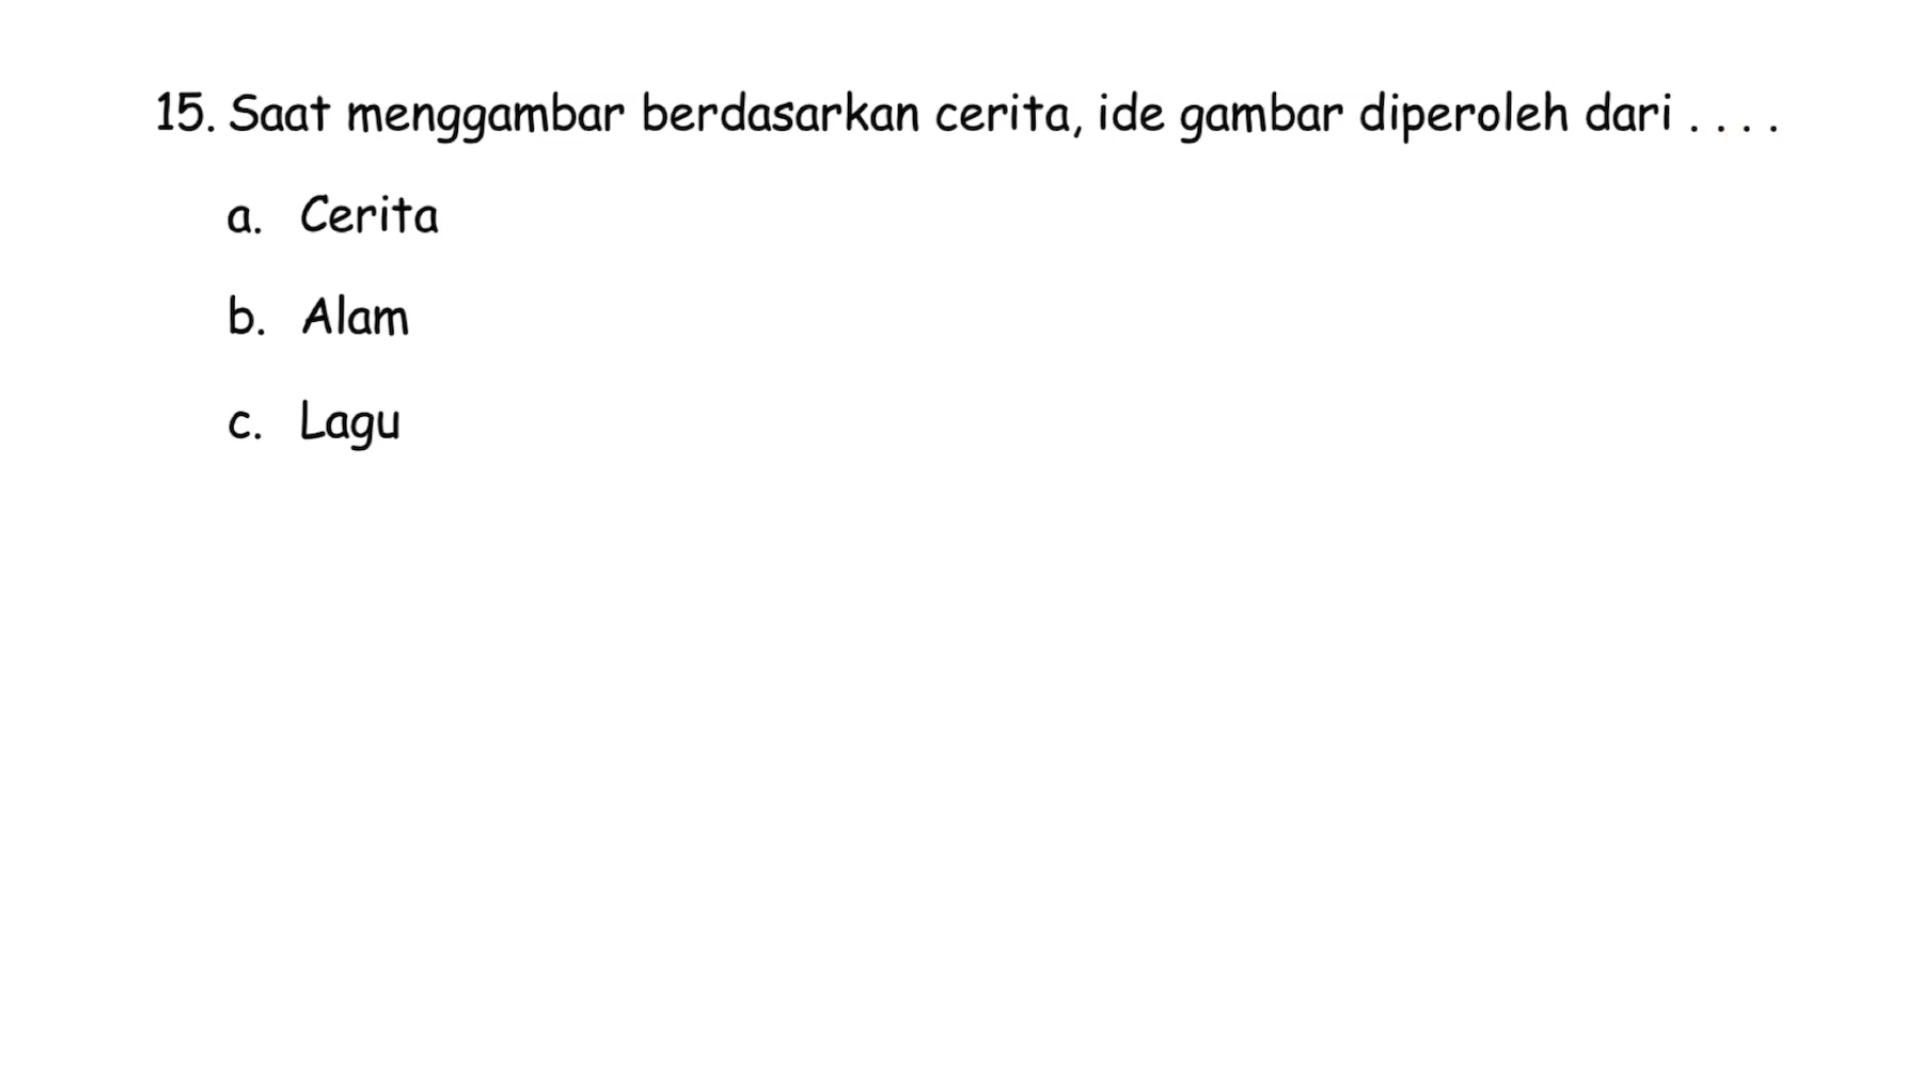 15. Saat menggambar berdasarkan cerita, ide gambar diperoleh dari . . . .
a. Cerita
b. Alam
c. Lagu